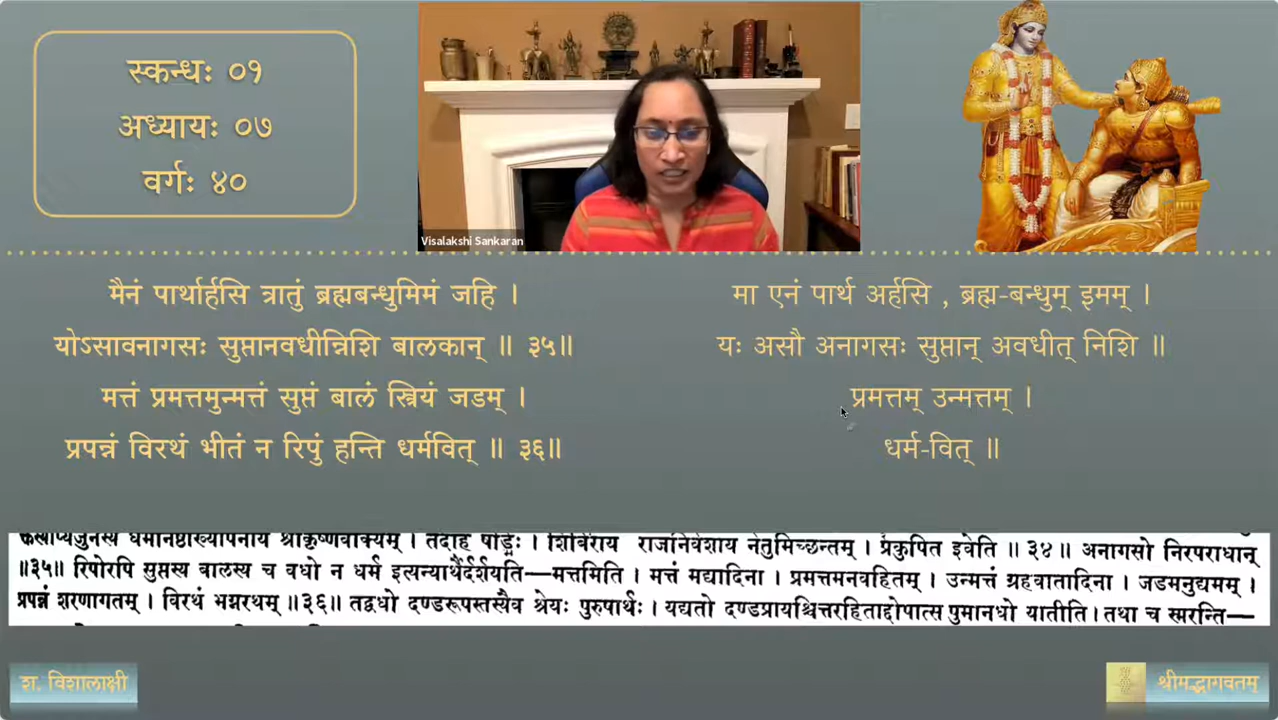 स्कन्धः ०१
अध्यायः ०७
वर्गः ४०
Visalakshi Sankaran
मैनं पार्थार्हसि त्रातुं ब्रह्मबन्धुमिमं जहि ।
योऽसावनागसः सुप्तानवधीन्निशि बालकान् ॥ ३५॥
मत्तं प्रमत्तमुन्मत्तं सुप्तं बालं स्त्रियं जडम् ।
प्रपन्नं विरथं भीतं न रिपुं हन्ति धर्मवित् ॥ ३६॥
मा एनं पार्थ अर्हसि , ब्रह्म-बन्धुम् इमम् ।
यः असौ अनागसः सुप्तान् अवधीत् निशि ॥
प्रमत्तम् उन्मत्तम् ।
धर्म-वित् ॥
श्रीकृष्णवाक्यम् । तदाह षड्भिः । शिबिराय राजनिवेशाय नेतुमिच्छन्तम् । प्रकुपित इवेति ॥ ३४ ॥ अनागसो निरपराधान्
॥३५॥ रिपोरपि सुप्तस्य बालस्य च वधो न धर्म इत्यन्यार्थैर्दर्शयति—मत्तमिति । मत्तं मद्यादिना । प्रमत्तमनवहितम् । उन्मत्तं ग्रहवातादिना । जडमनुद्यमम् ।
प्रपन्नं शरणागतम् । विरथं भग्नरथम् ॥३६॥ तद्वधो दण्डरूपस्तस्यैव श्रेयः पुरुषार्थः । यद्यतो दण्डप्रायश्चित्तरहिताद्दोषात्स पुमानधो यातीति । तथा च स्मरन्ति—
श. विशालाक्षी
श्रीमद्भागवतम्